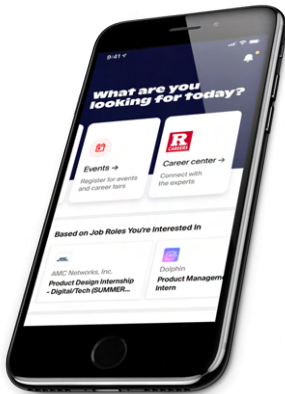 9:41
What are you
looking for today?
Events →
Register for events
and career fairs
R
CAREERS
Career center →
Connect with
the experts
Based on Job Roles You're Interested In
AMC Networks, Inc.
Product Design Internship
- Digital/Tech (SUMMER...
Dolphin
Product Managem
Intern